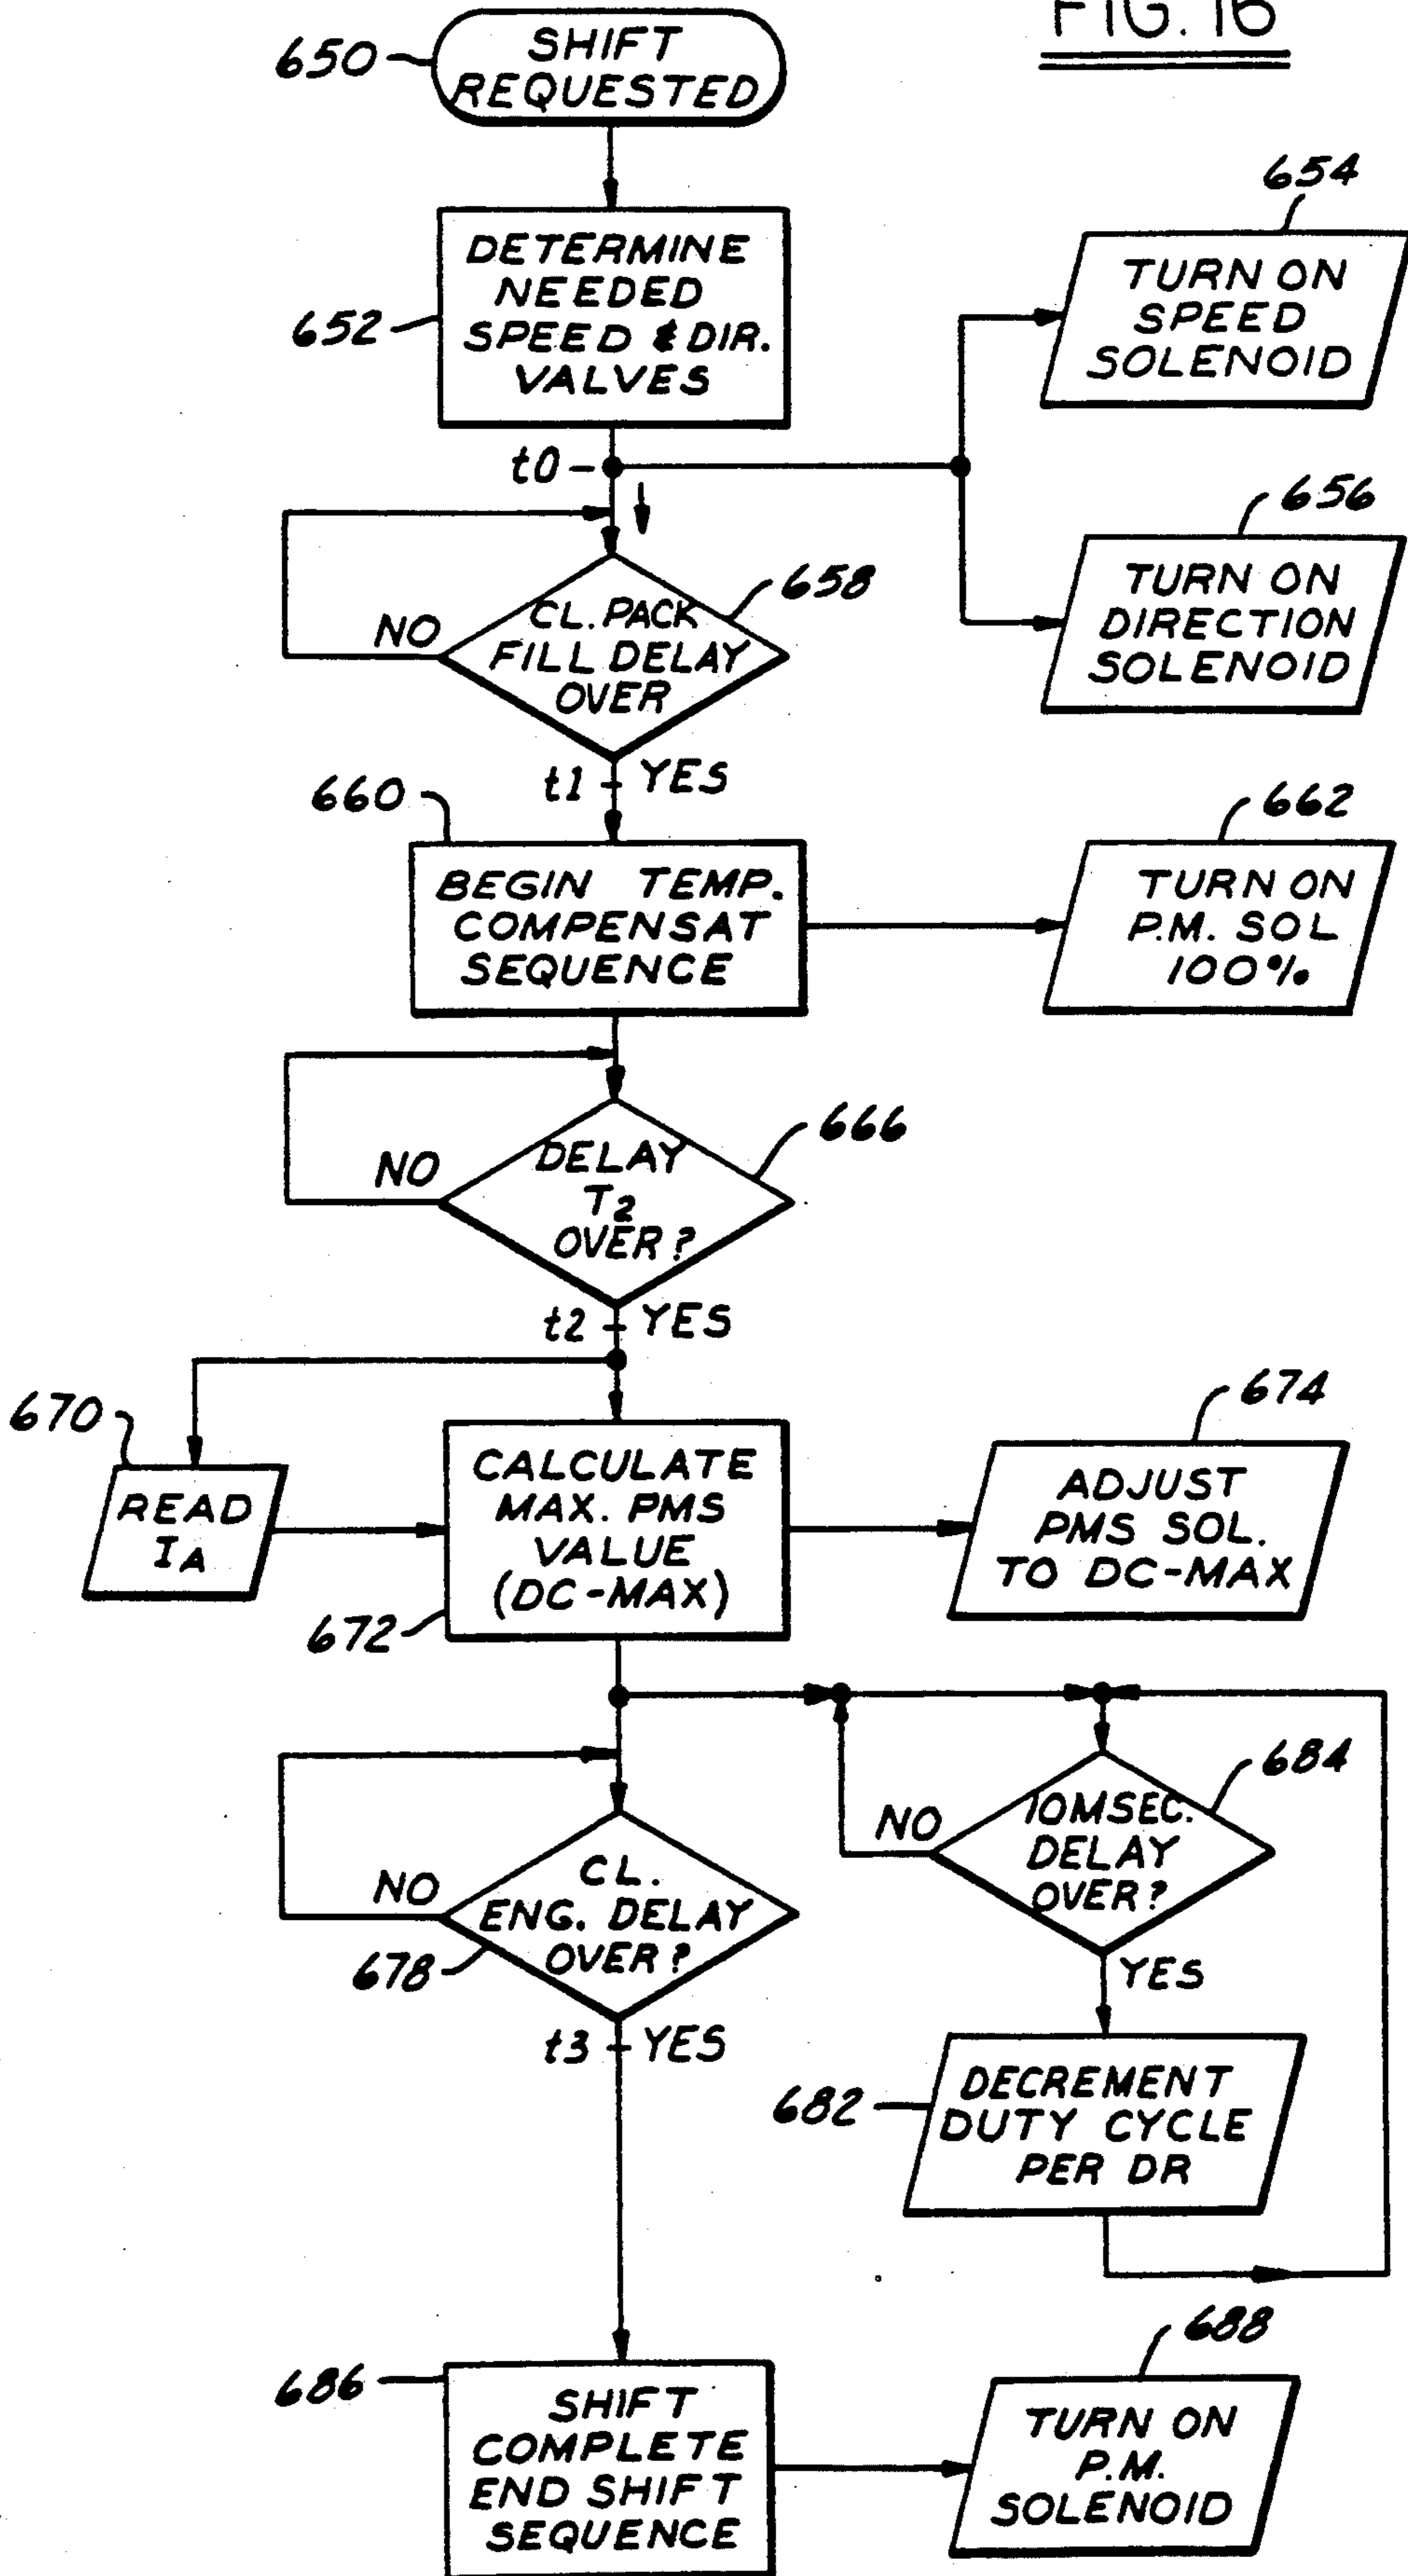 FIG. 16
650
SHIFT
REQUESTED
652
DETERMINE
NEEDED
SPEED & DIR.
VALVES
654
TURN ON
SPEED
SOLENOID
t0
656
TURN ON
DIRECTION
SOLENOID
658
CL. PACK
FILL DELAY
OVER
NO
t1
YES
660
BEGIN TEMP.
COMPENSAT
SEQUENCE
662
TURN ON
P.M. SOL
100%
666
DELAY
T2
OVER?
NO
t2
YES
670
READ
IA
672
CALCULATE
MAX. PMS
VALUE
(DC-MAX)
674
ADJUST
PMS SOL.
TO DC-MAX
678
CL.
ENG. DELAY
OVER?
NO
t3
YES
684
10MSEC.
DELAY
OVER?
NO
YES
682
DECREMENT
DUTY CYCLE
PER DR
686
SHIFT
COMPLETE
END SHIFT
SEQUENCE
688
TURN ON
P.M.
SOLENOID